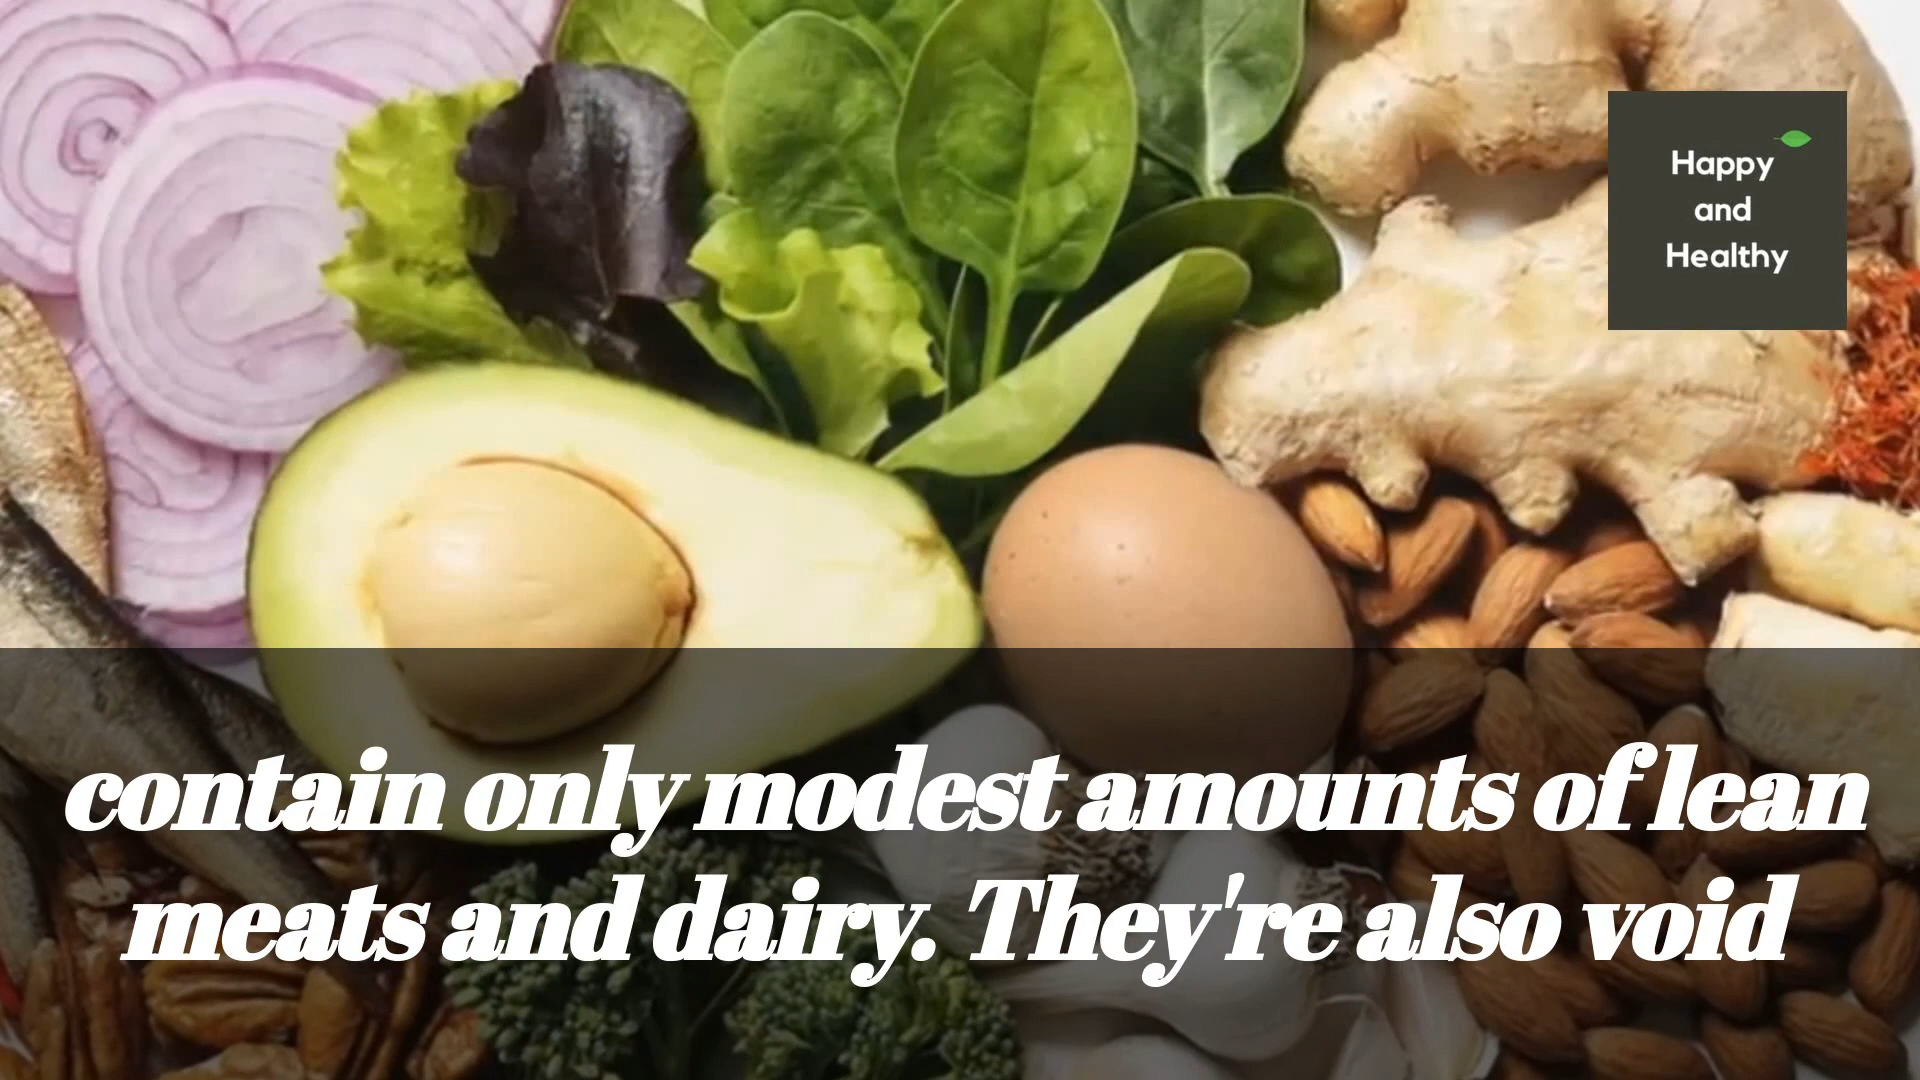 Happy
and
Healthy
contain only modest amounts of lean
meats and dairy. They're also void